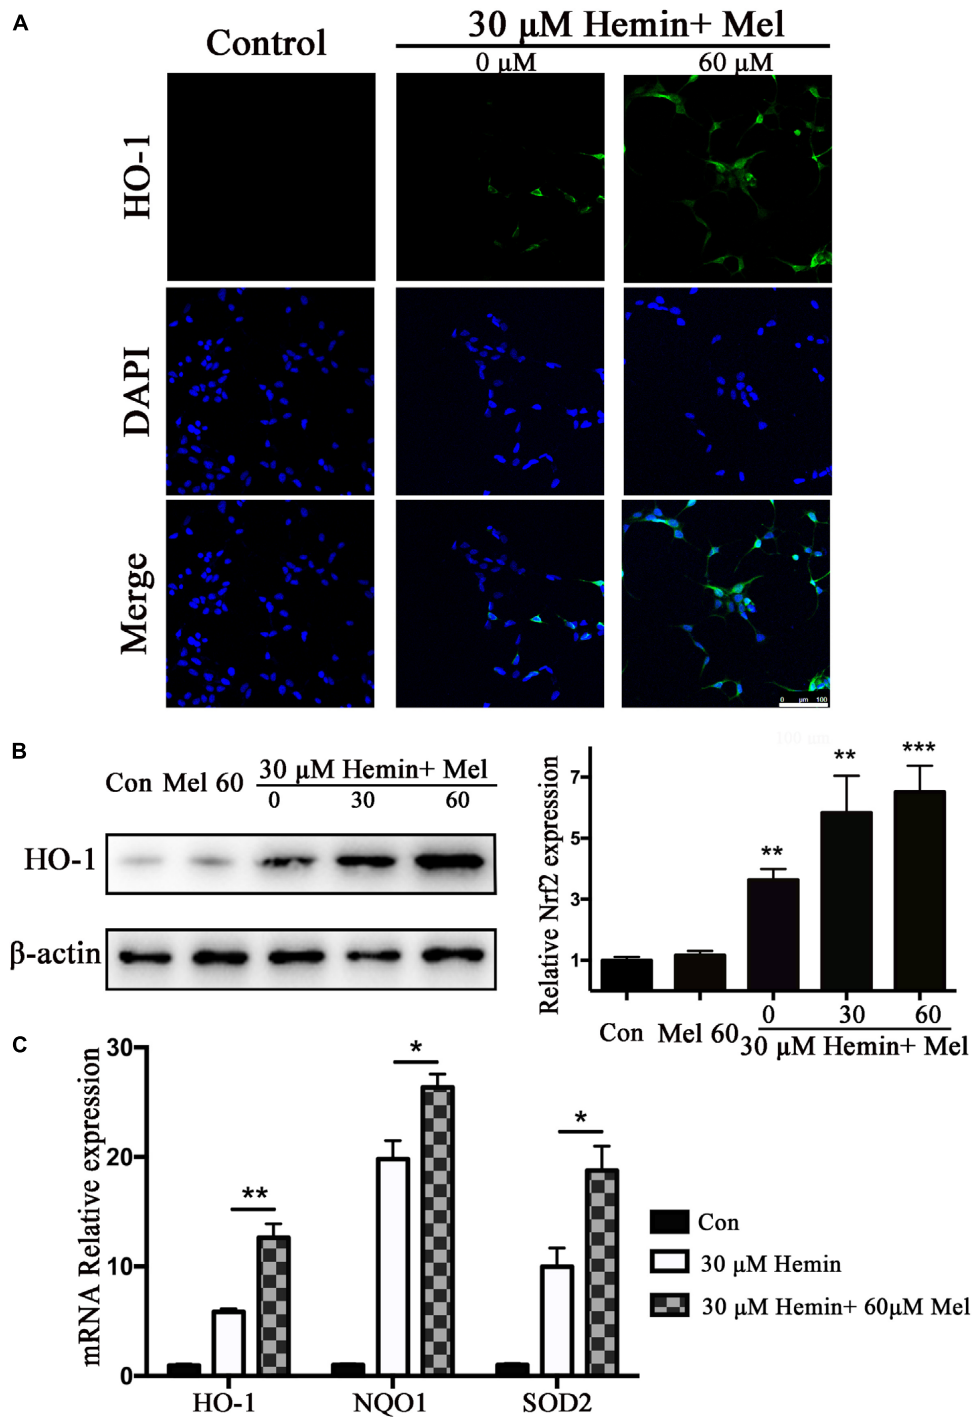 A
Control
30 µM Hemin+ Mel
0 µM
60 µM
HO-1
DAPI
Merge
0 µm 100
B
Con Mel 60
30 µM Hemin+ Mel
0 30 60
HO-1
β-actin
Relative Nrf2 expression
7
5
3
1
**
**
***
Con Mel 60
0 30 60
30 µM Hemin+ Mel
C
mRNA Relative expression
30
20
10
0
**
*
*
HO-1 NQO1 SOD2
Con
30 µM Hemin
30 µM Hemin+ 60µM Mel